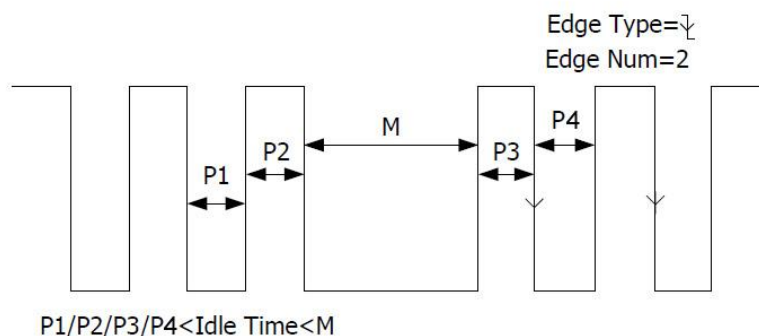 Edge Type=
Edge Num=2
M
P4
P2
P3
P1
P1/P2/P3/P4<Idle Time<M